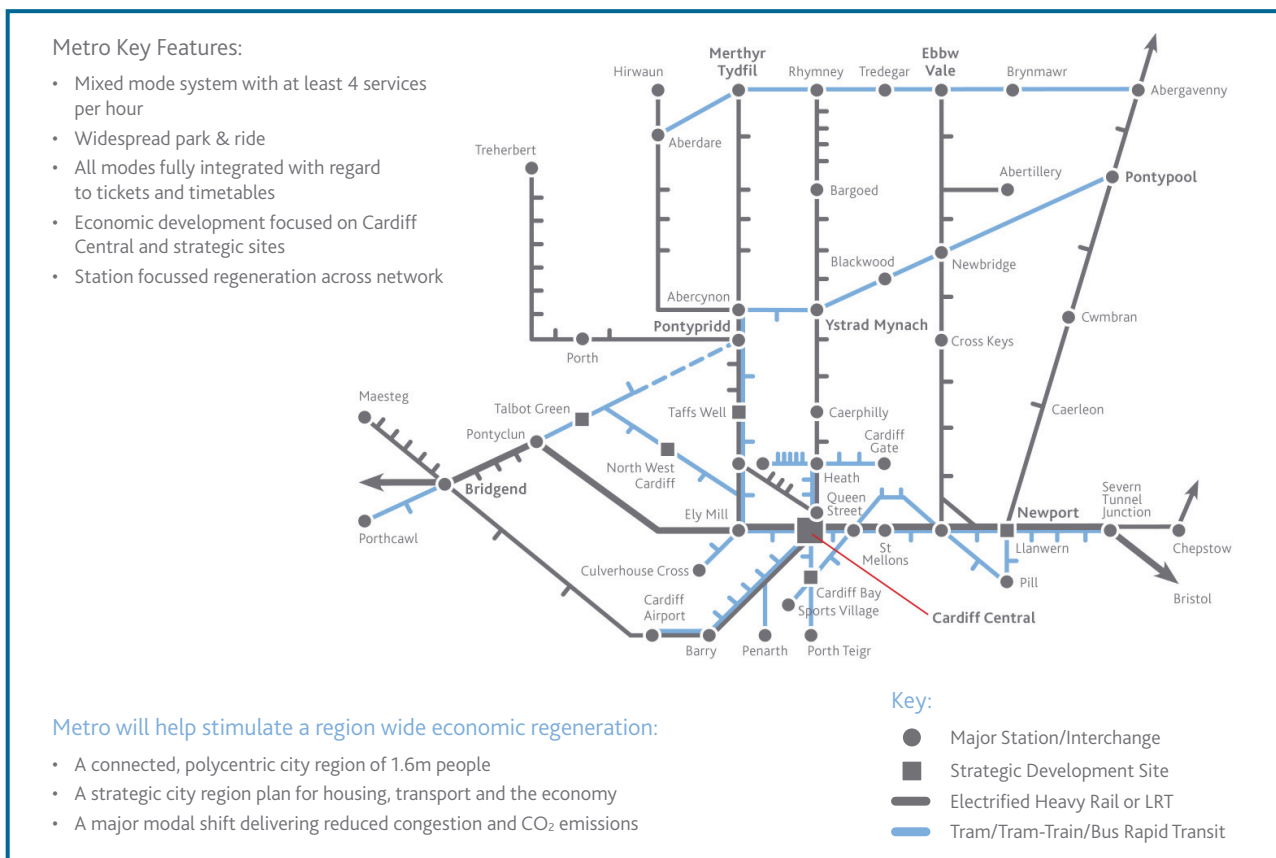 Metro Key Features:
• Mixed mode system with at least 4 services
per hour
• Widespread park & ride
• All modes fully integrated with regard
to tickets and timetables
• Economic development focused on Cardiff
Central and strategic sites
• Station focussed regeneration across network
Hirwaun
Merthyr
Tydfil
Rhymney
Tredegar
Ebbw
Vale
Brynmawr
Abergavenny
Aberdare
Treherbert
Bargoed
Abertillery
Pontypool
Blackwood
Newbridge
Abercynon
Pontypridd
Ystrad Mynach
Cwmbran
Porth
Cross Keys
Maesteg
Talbot Green
Taffs Well
Caerphilly
Caerleon
Pontyclun
Cardiff
Gate
North West
Cardiff
Heath
Bridgend
Queen
Street
Severn
Tunnel
Junction
Ely Mill
Newport
Porthcawl
St
Mellons
Llanwern
Chepstow
Culverhouse Cross
Cardiff Bay
Pill
Bristol
Sports Village
Cardiff
Airport
Cardiff Central
Barry
Penarth
Porth Teigr
Metro will help stimulate a region wide economic regeneration:
• A connected, polycentric city region of 1.6m people
• A strategic city region plan for housing, transport and the economy
• A major modal shift delivering reduced congestion and CO₂ emissions
Key:
Major Station/Interchange
Strategic Development Site
Electrified Heavy Rail or LRT
Tram/Tram-Train/Bus Rapid Transit